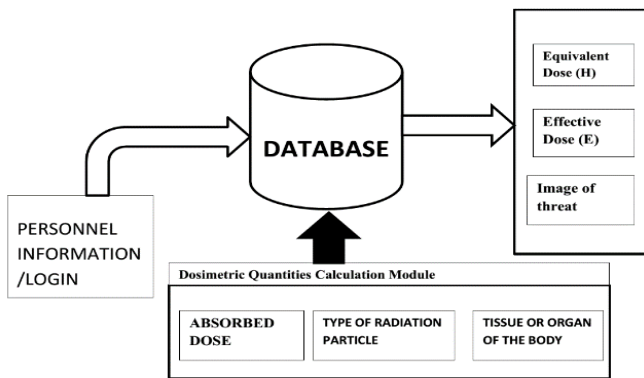 Equivalent
Dose (H)
Effective
Dose (E)
Image of
threat
DATABASE
PERSONNEL
INFORMATION
/LOGIN
Dosimetric Quantities Calculation Module
ABSORBED
DOSE
TYPE OF RADIATION
PARTICLE
TISSUE OR ORGAN
OF THE BODY